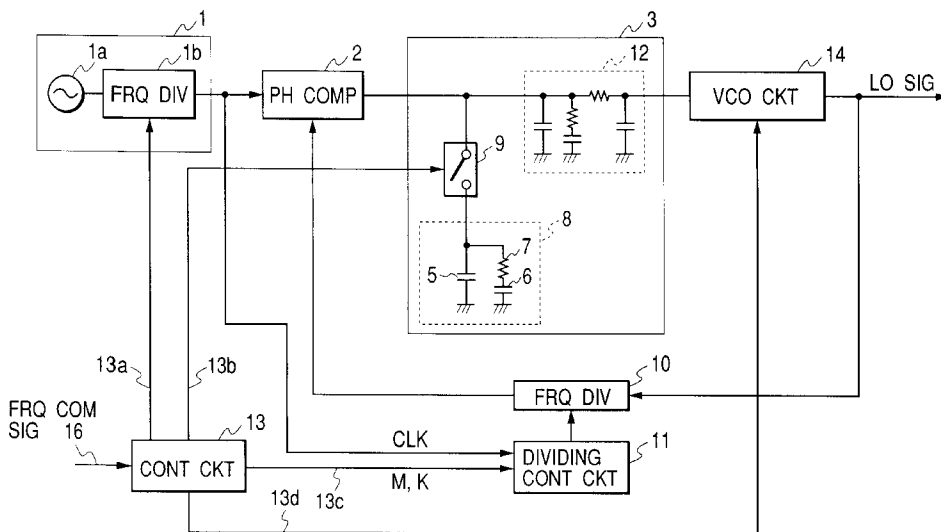 1
1a
1b
FRQ DIV
2
PH COMP
3
12
14
VCO CKT
LO SIG
9
8
7
5
6
13a
13b
10
FRQ DIV
FRQ COM
SIG
16
13
CONT CKT
CLK
M, K
13c
DIVIDING
CONT CKT
11
13d